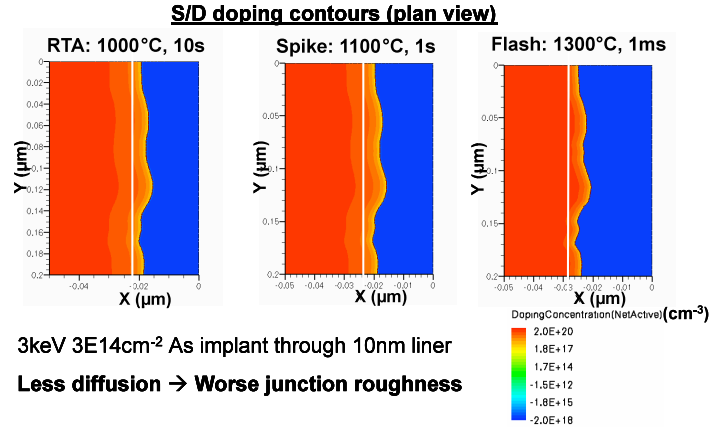 S/D doping contours (plan view)
RTA: 1000°C, 10s
Spike: 1100°C, 1s
Flash: 1300°C, 1ms
Y (µm)
0
0.02
0.04
0.06
0.08
0.1
0.12
0.14
0.16
0.18
0.2
-0.04
-0.02
0
X (µm)
Y (µm)
0
0.05
0.1
0.15
0.2
-0.05
-0.04
-0.03
-0.02
-0.01
0
X (µm)
Y (µm)
0
0.05
0.1
0.15
0.2
-0.05
-0.04
-0.03
-0.02
-0.01
0
X (µm)
DopingConcentration(NetActive) (cm-3)
2.0E+20
1.8E+17
1.7E+14
-1.5E+12
-1.8E+15
-2.0E+18
3keV 3E14cm-2 As implant through 10nm liner
Less diffusion → Worse junction roughness